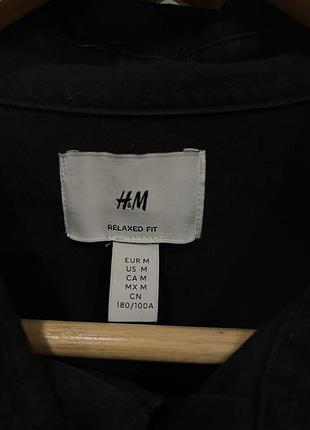 H&M
RELAXED FIT
EUR M
US M
CA M
MX M
CN
180/100A